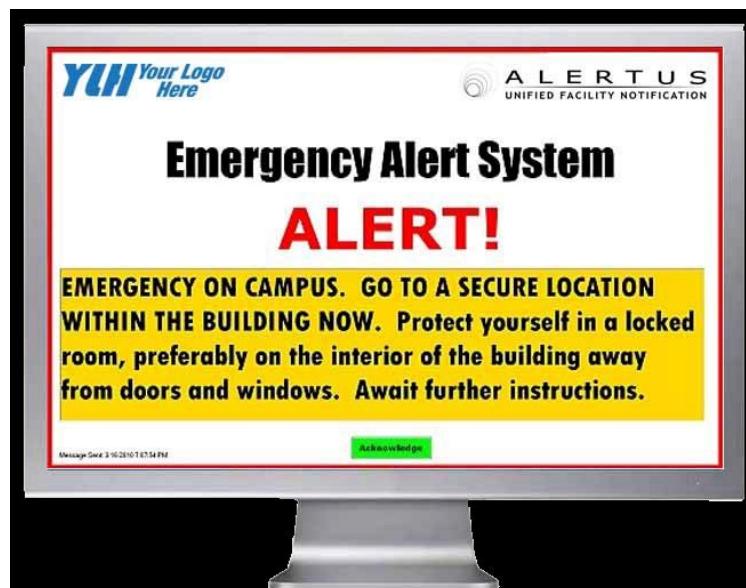 YLH Your Logo
Here
ALERTUS
UNIFIED FACILITY NOTIFICATION
Emergency Alert System
ALERT!
EMERGENCY ON CAMPUS. GO TO A SECURE LOCATION
WITHIN THE BUILDING NOW. Protect yourself in a locked
room, preferably on the interior of the building away
from doors and windows. Await further instructions.
Acknowledge
Message Sent: